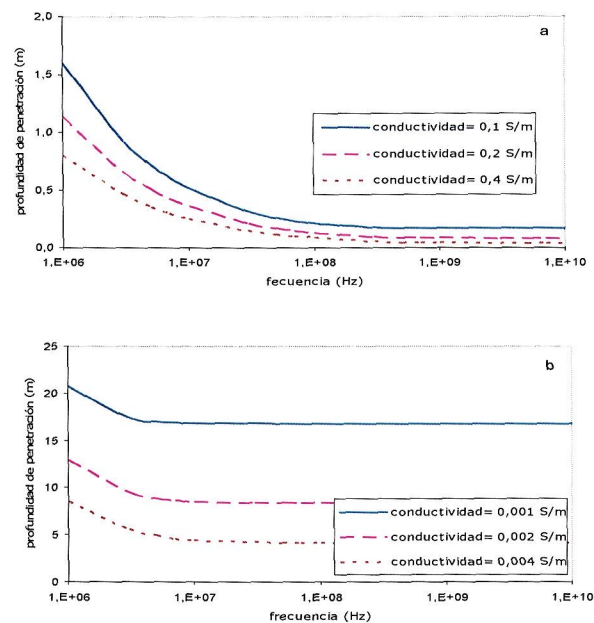 a
2,0
1,5
1,0
0,5
0,0
profundidad de penetración (m)
conductividad= 0,1 S/m
conductividad= 0,2 S/m
conductividad= 0,4 S/m
1,E+06 1,E+07 1,E+08 1,E+09 1,E+10
fecuencia (Hz)
b
25
20
15
10
5
0
profundidad de penetración (m)
conductividad= 0,001 S/m
conductividad= 0,002 S/m
conductividad= 0,004 S/m
1,E+06 1,E+07 1,E+08 1,E+09 1,E+10
frecuencia (Hz)